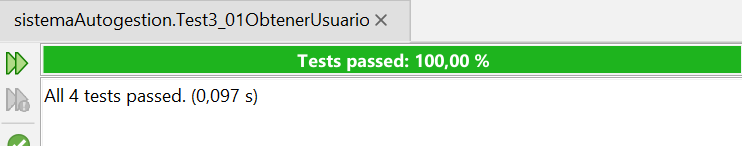 sistemaAutogestion.Test3_01ObtenerUsuario
Tests passed: 100,00 %
All 4 tests passed. (0,097 s)